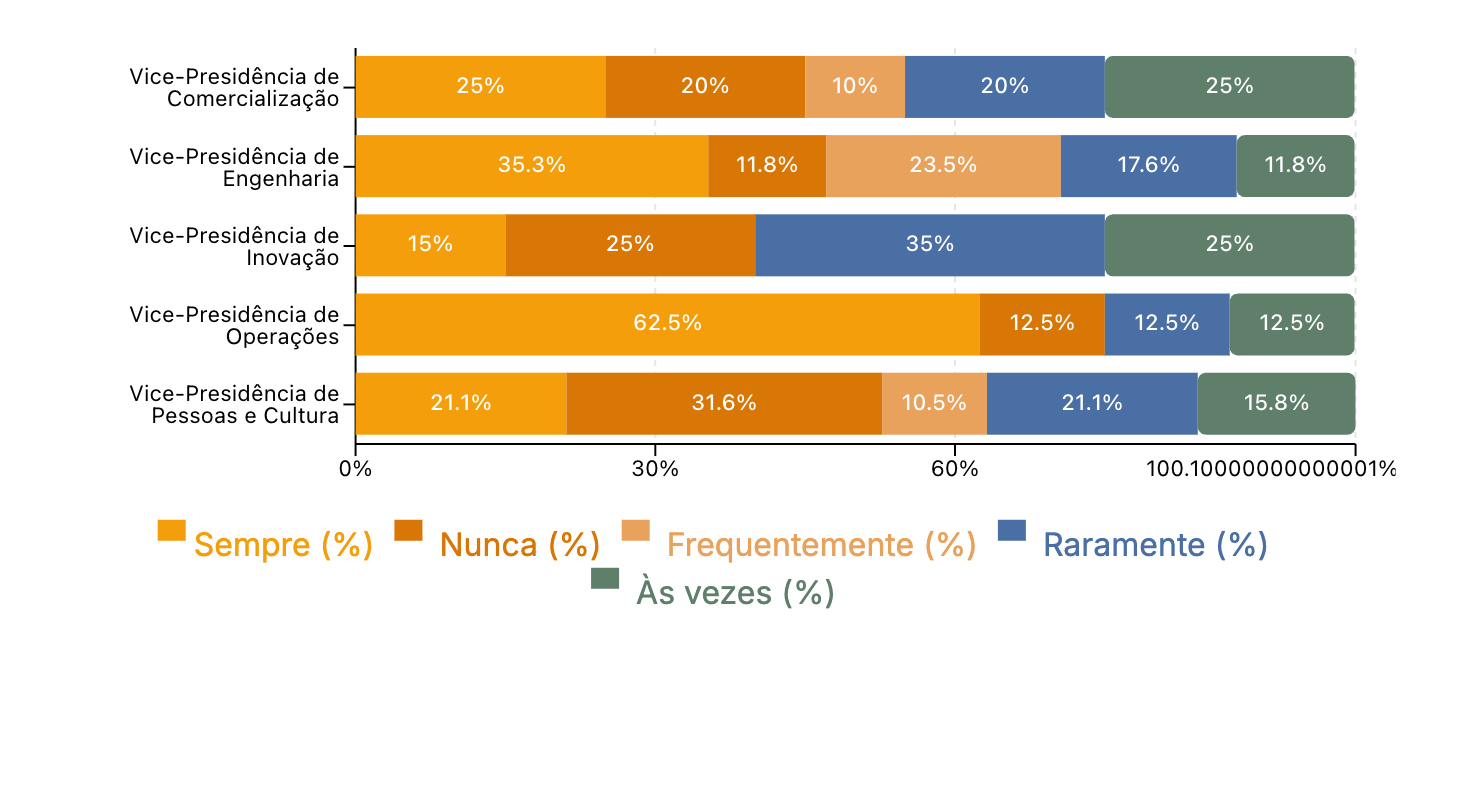 Vice-Presidência de
Comercialização
25%
20%
10%
20%
25%
Vice-Presidência de
Engenharia
35.3%
11.8%
23.5%
17.6%
11.8%
Vice-Presidência de
Inovação
15%
25%
35%
25%
Vice-Presidência de
Operações
62.5%
12.5%
12.5%
12.5%
Vice-Presidência de
Pessoas e Cultura
21.1%
31.6%
10.5%
21.1%
15.8%
0%
30%
60%
100.10000000000001%
Sempre (%)
Nunca (%)
Frequentemente (%)
Raramente (%)
Às vezes (%)